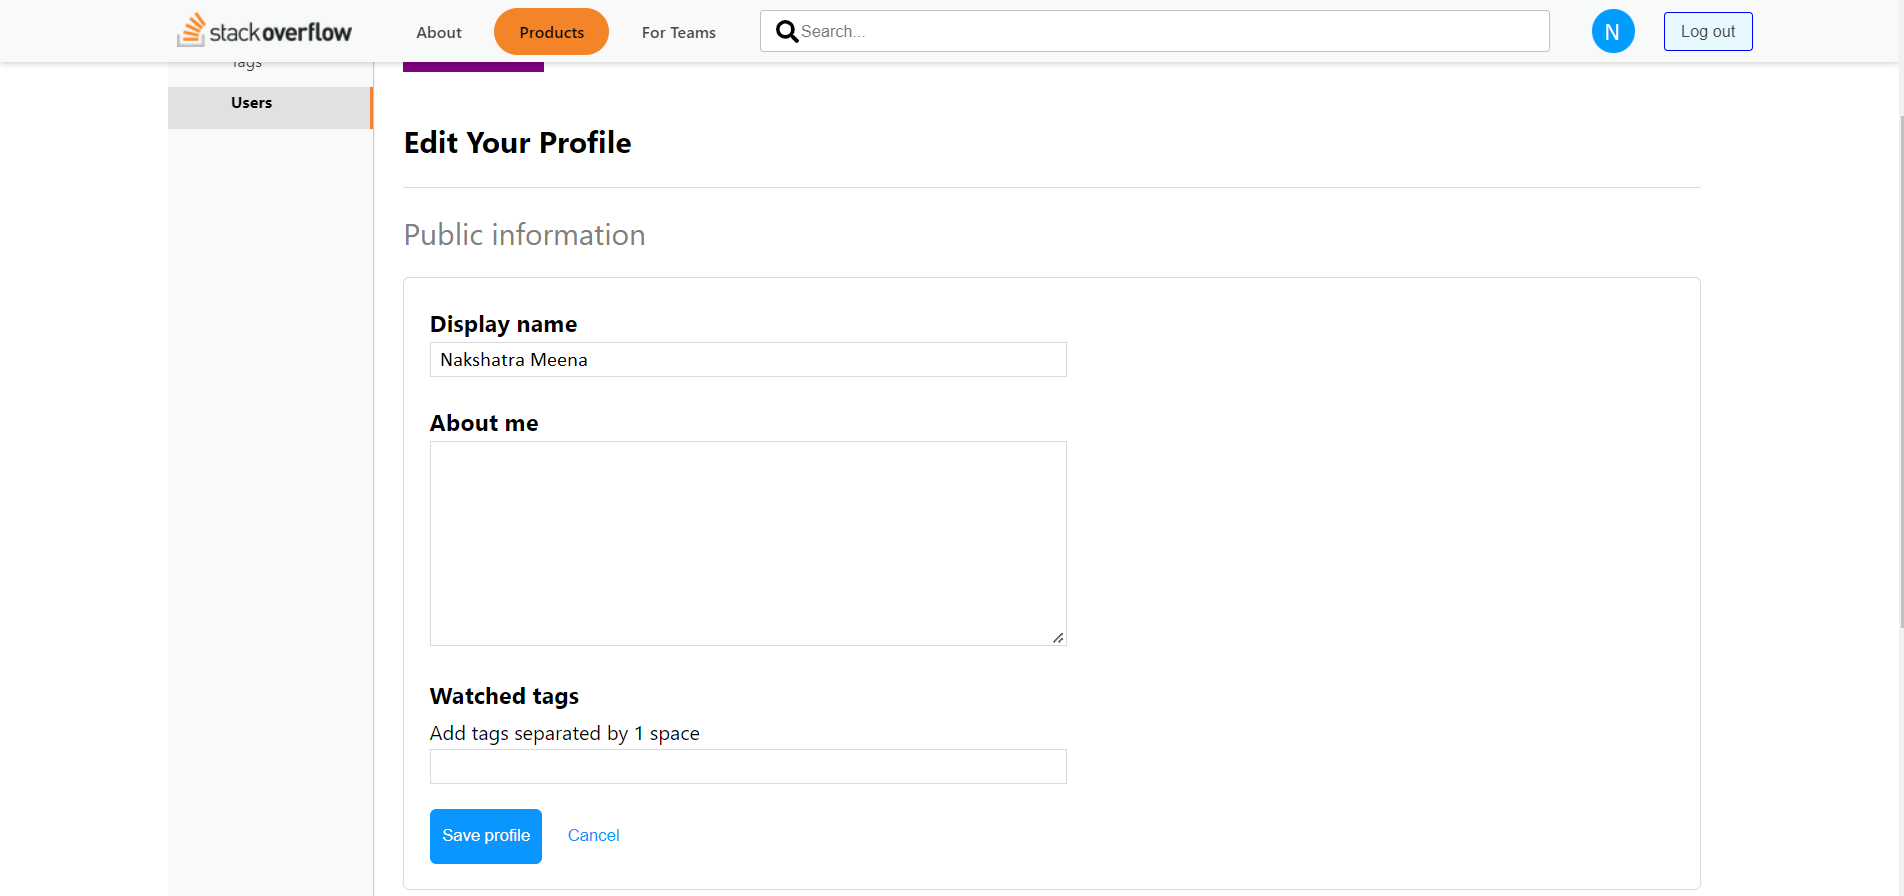 stackoverflow
About
Products
For Teams
Search...
N
Log out
Tags
Users
Edit Your Profile
Public information
Display name
Nakshatra Meena
About me
Watched tags
Add tags separated by 1 space
Save profile
Cancel